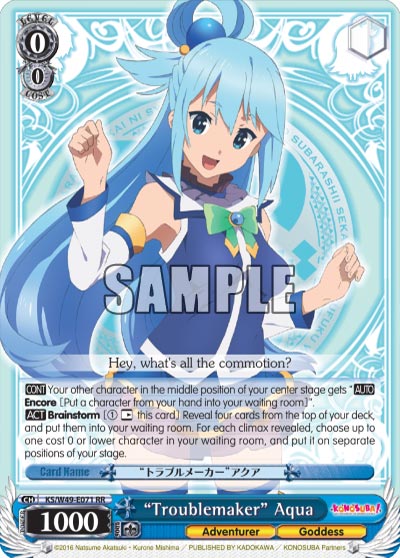 LEVEL
0
0
COST
SAMPLE
Hey, what's all the commotion?
CONT Your other character in the middle position of your center stage gets "AUTO
Encore [Put a character from your hand into your waiting room]".
ACT Brainstorm [① this card] Reveal four cards from the top of your deck,
and put them into your waiting room. For each climax revealed, choose up to
one cost 0 or lower character in your waiting room, and put it on separate
positions of your stage.
Card Name
"トラブルメーカー"アクア
CH KS/W49-E071 RR
POWER 1000 SOUL
"Troublemaker" Aqua
KONOSUBA!
Adventurer
Goddess
©2016 Natsume Akatsuki・Kurone Mishima / PUBLISHED BY KADOKAWA / KONOSUBA Partners